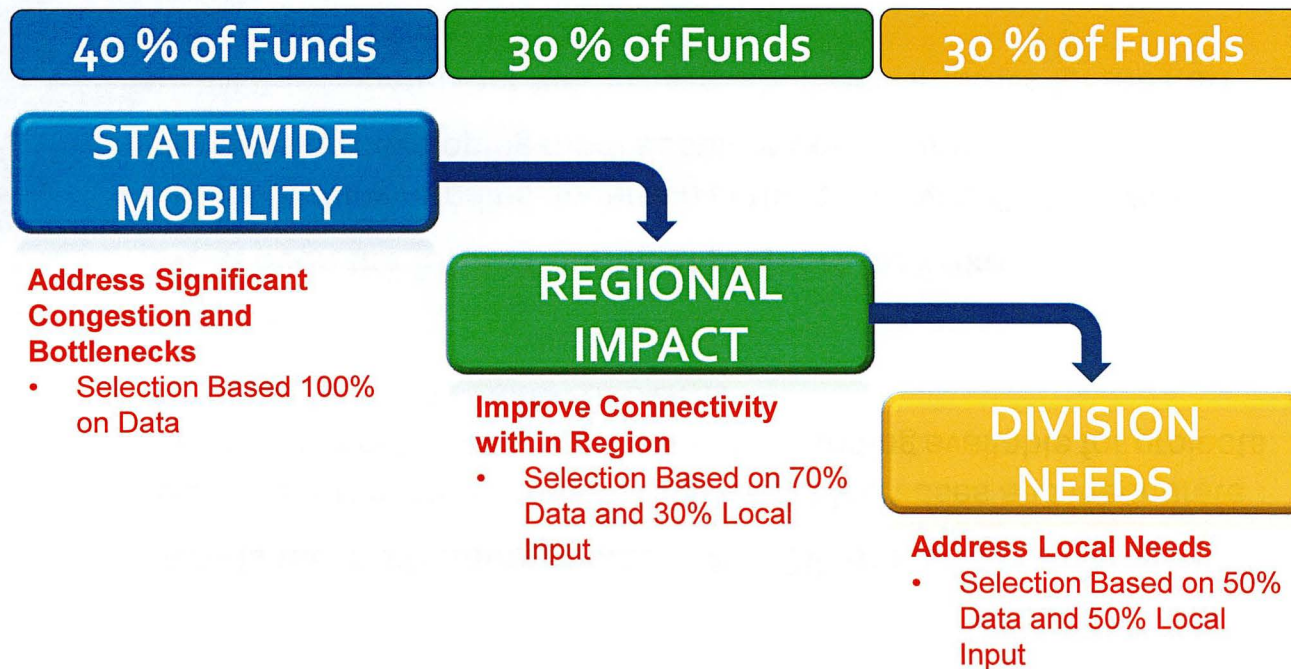 40 % of Funds
30 % of Funds
30 % of Funds
STATEWIDE
MOBILITY
Address Significant
Congestion and
Bottlenecks
• Selection Based 100%
on Data
REGIONAL
IMPACT
Improve Connectivity
within Region
• Selection Based on 70%
Data and 30% Local
Input
DIVISION
NEEDS
Address Local Needs
• Selection Based on 50%
Data and 50% Local
Input